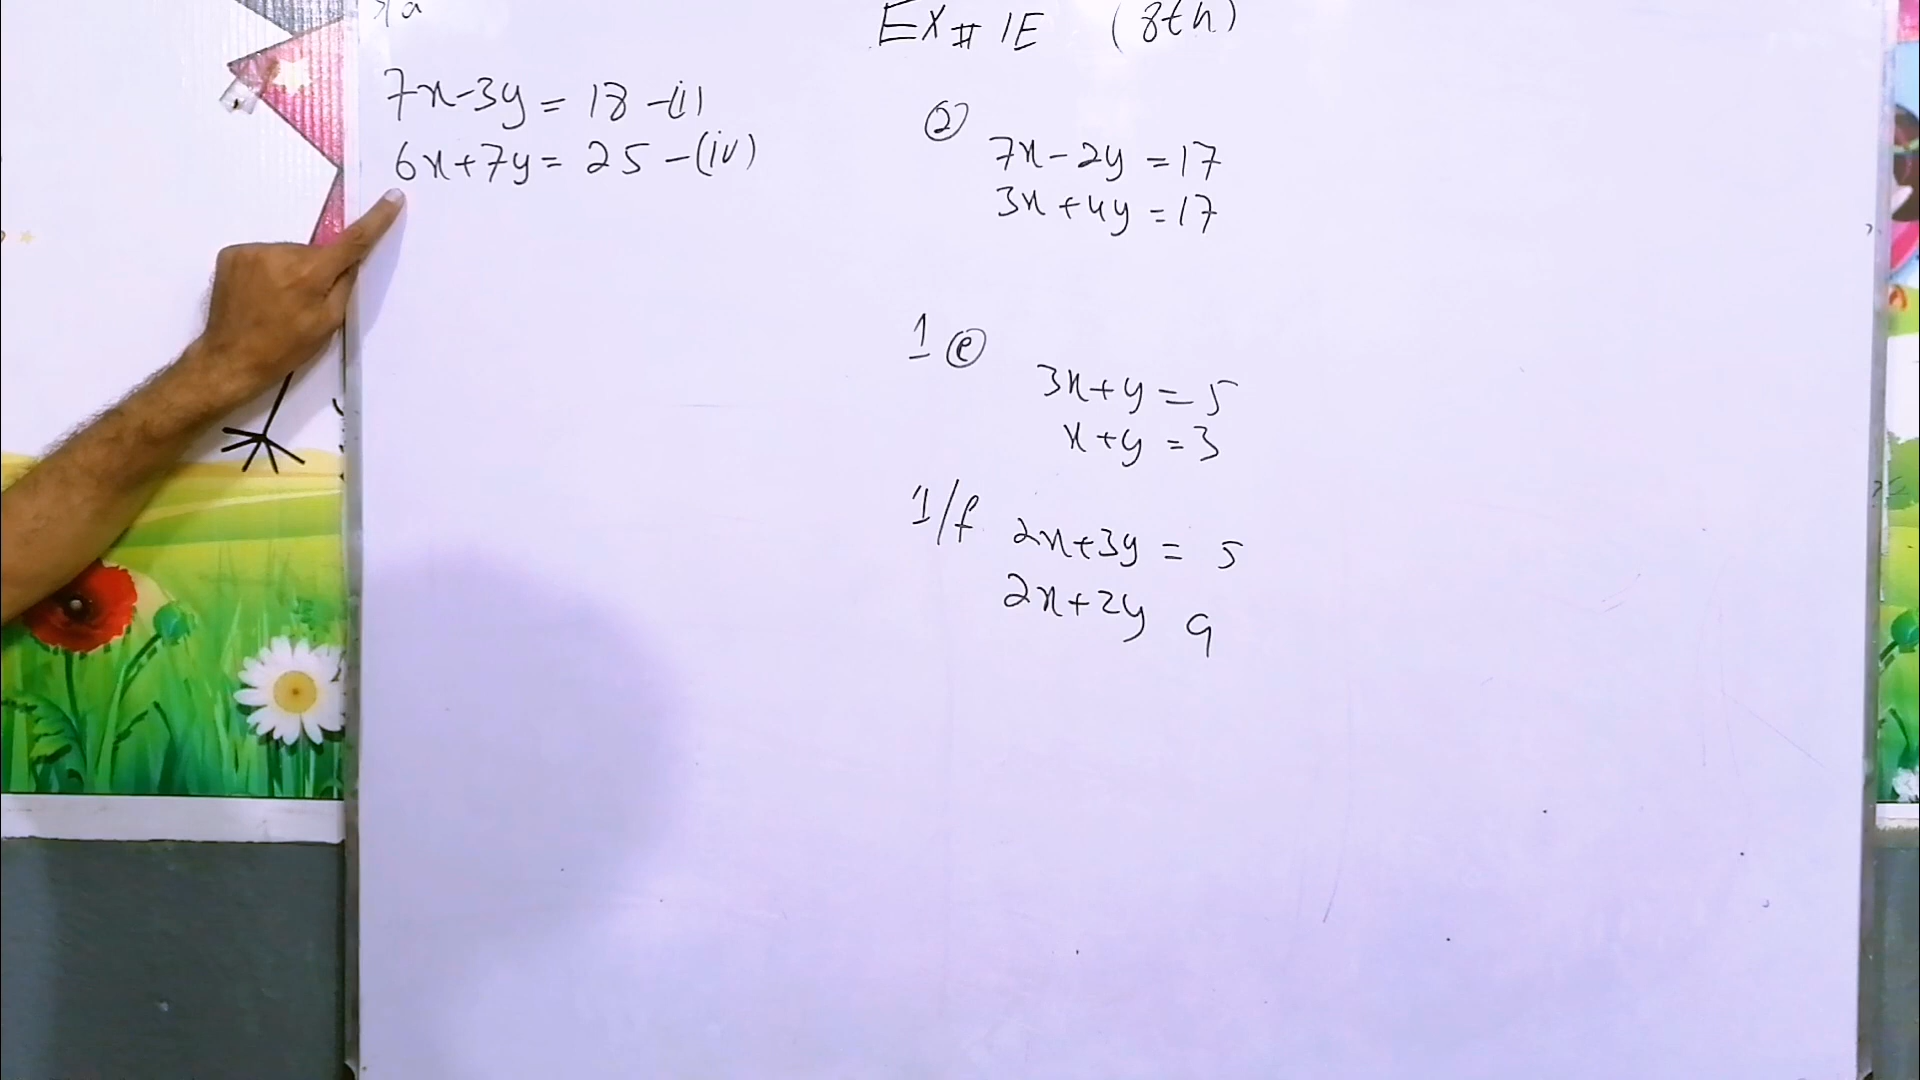 Ex# 1E (8th)
7x-3y = 18 -(i)
6x+7y = 25 -(iv)
②
7x-2y = 17
3x+4y = 17
1 ⓔ
3x+y = 5
x+y = 3
1/f 2x+3y = 5
2x+2y 9